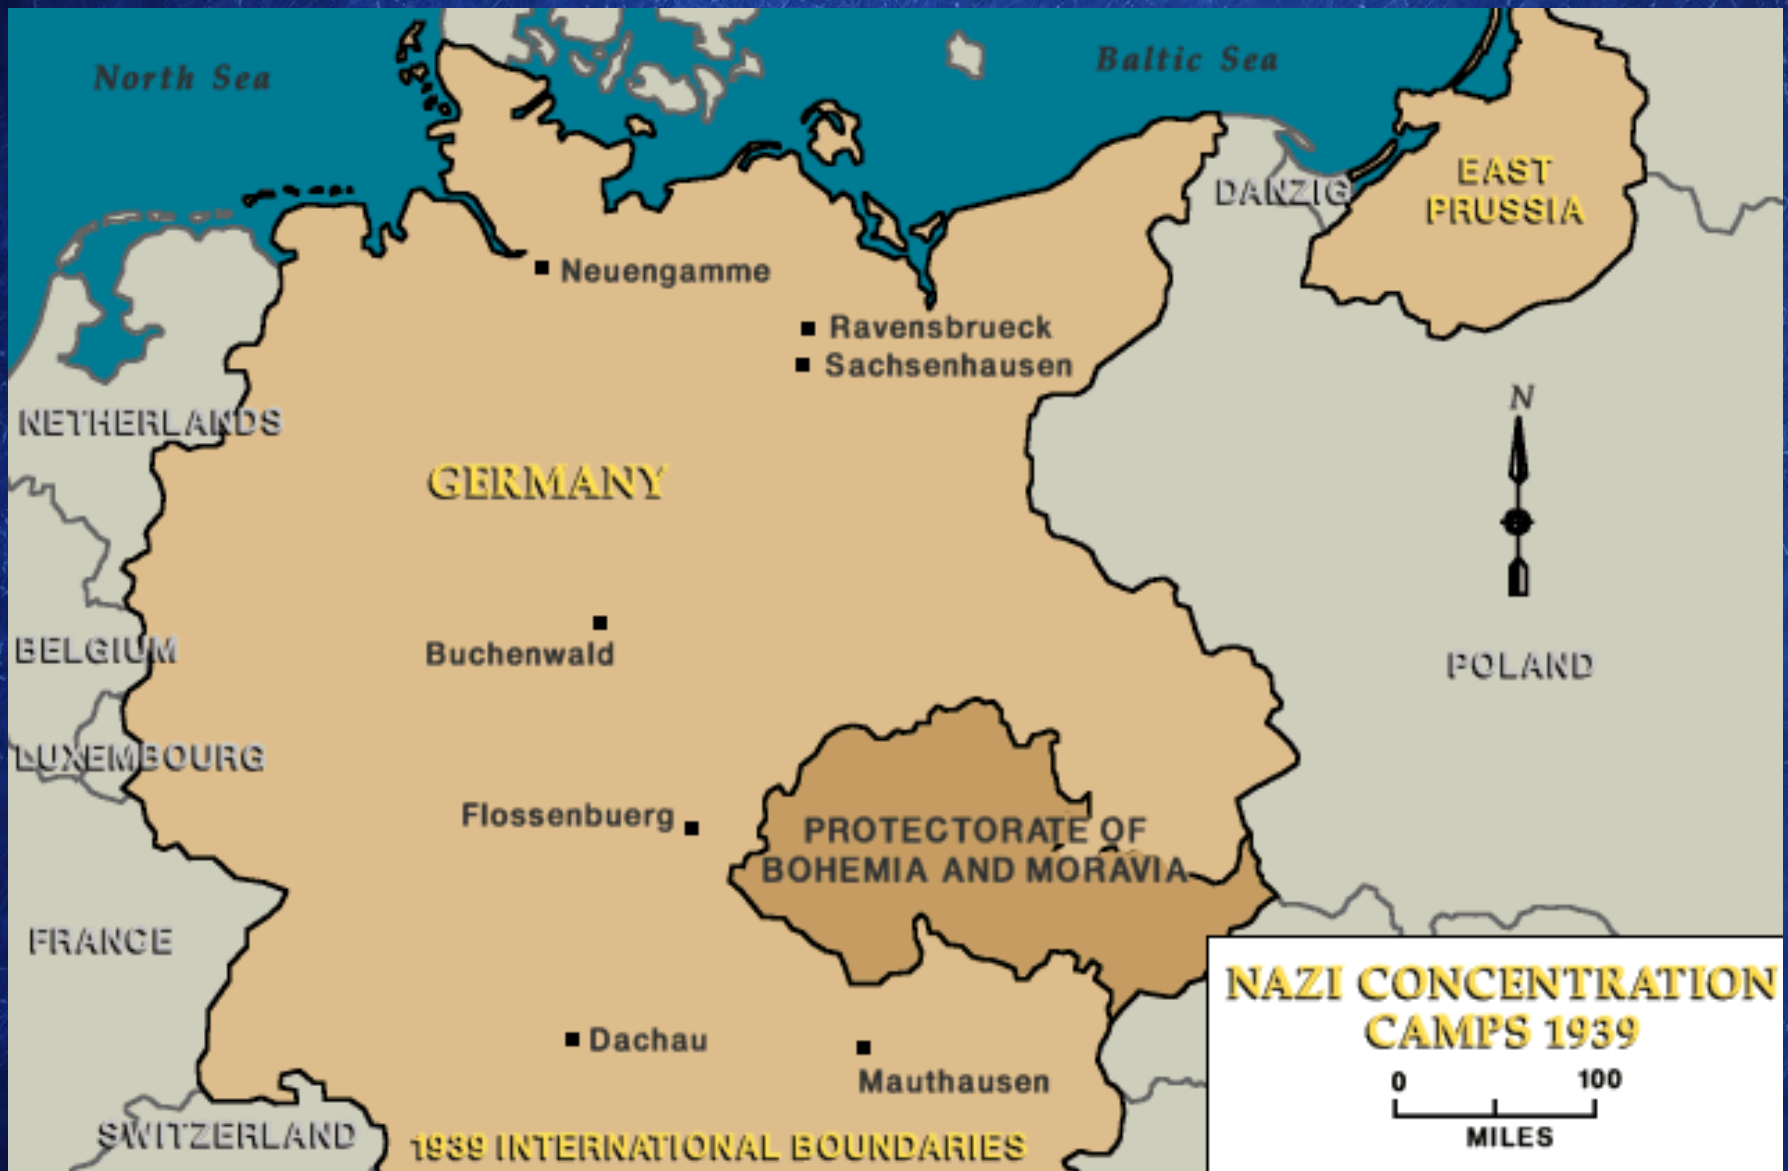 North Sea
Baltic Sea
EAST
PRUSSIA
DANZIG
Neuengamme
Ravensbrueck
Sachsenhausen
NETHERLANDS
N
GERMANY
Buchenwald
BELGIUM
POLAND
LUXEMBOURG
Flossenbuerg
PROTECTORATE OF
BOHEMIA AND MORAVIA
FRANCE
Dachau
Mauthausen
SWITZERLAND
1939 INTERNATIONAL BOUNDARIES
NAZI CONCENTRATION
CAMPS 1939
0 100
MILES